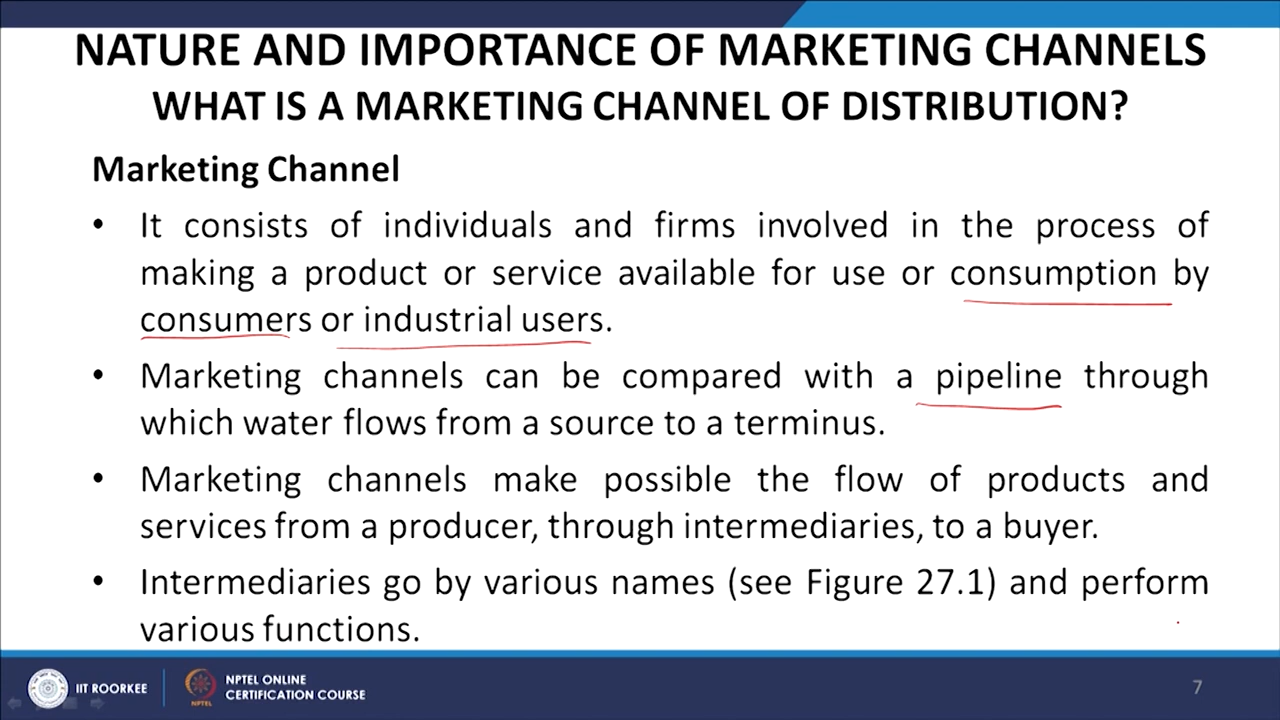 NATURE AND IMPORTANCE OF MARKETING CHANNELS
WHAT IS A MARKETING CHANNEL OF DISTRIBUTION?
Marketing Channel
• It consists of individuals and firms involved in the process of
making a product or service available for use or consumption by
consumers or industrial users.
• Marketing channels can be compared with a pipeline through
which water flows from a source to a terminus.
• Marketing channels make possible the flow of products and
services from a producer, through intermediaries, to a buyer.
• Intermediaries go by various names (see Figure 27.1) and perform
various functions.
IIT ROORKEE
NPTEL
NPTEL ONLINE
CERTIFICATION COURSE
7